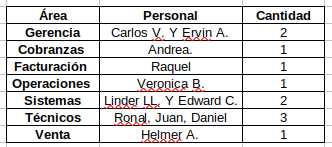 Área Personal Cantidad
Gerencia Carlos V. Y Ervin A. 2
Cobranzas Andrea. 1
Facturación Raquel 1
Operaciones Veronica B. 1
Sistemas Linder LL. Y Edward C. 2
Técnicos Ronal. Juan, Daniel 3
Venta Helmer A. 1